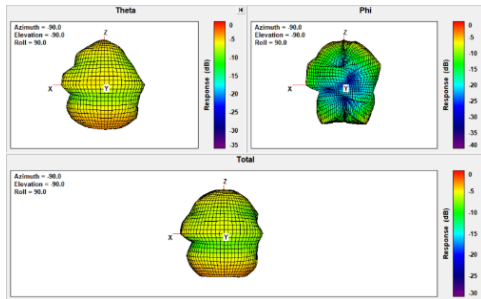 Theta
Azimuth = -90.0
Elevation = -90.0
Roll = 90.0
Z
X
Y
0
-5
-10
-15
-20
-25
-30
-35
Response (dB)
Phi
Azimuth = -90.0
Elevation = -90.0
Roll = 90.0
Z
X
Y
0
-5
-10
-15
-20
-25
-30
-35
-40
Response (dB)
Total
Azimuth = -90.0
Elevation = -90.0
Roll = 90.0
Z
X
Y
0
-5
-10
-15
-20
-25
-30
Response (dB)